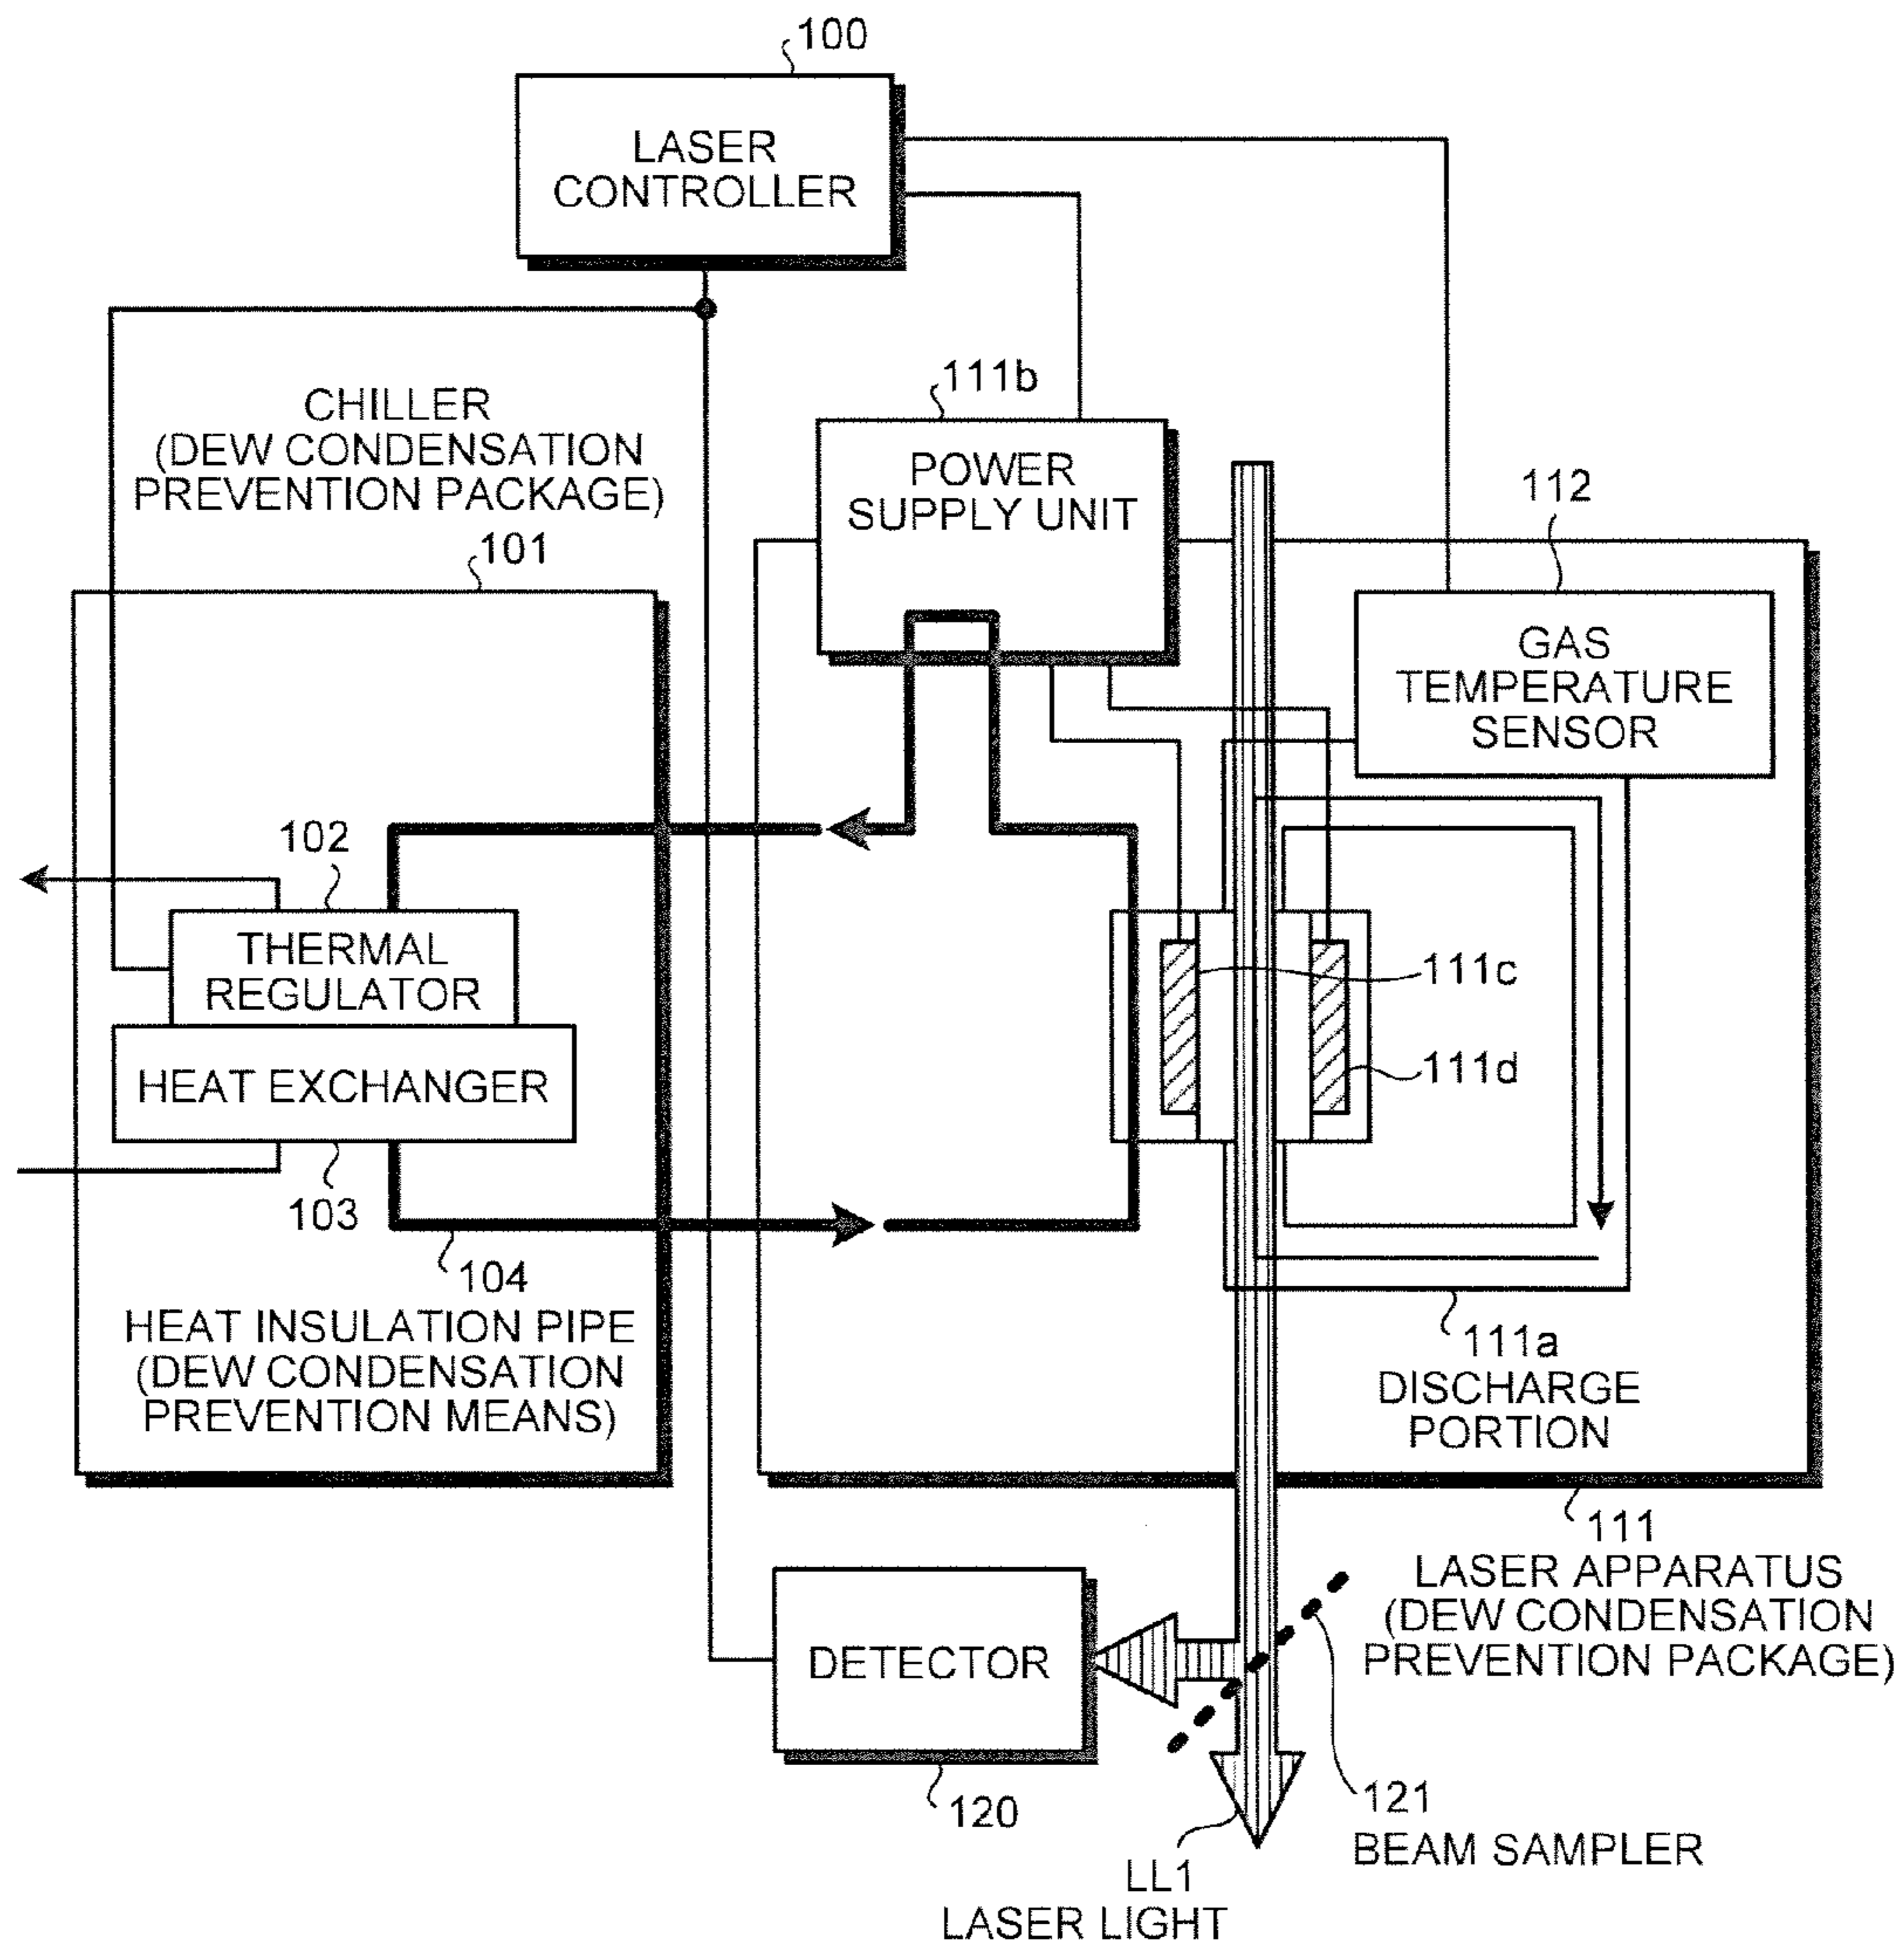 100
LASER
CONTROLLER
111b
CHILLER
(DEW CONDENSATION
PREVENTION PACKAGE)
101
POWER
SUPPLY UNIT
112
GAS
TEMPERATURE
SENSOR
102
THERMAL
REGULATOR
HEAT EXCHANGER
103
104
HEAT INSULATION PIPE
(DEW CONDENSATION
PREVENTION MEANS)
111c
111d
111a
DISCHARGE
PORTION
111
LASER APPARATUS
(DEW CONDENSATION
PREVENTION PACKAGE)
DETECTOR
120
121
BEAM SAMPLER
LL1
LASER LIGHT